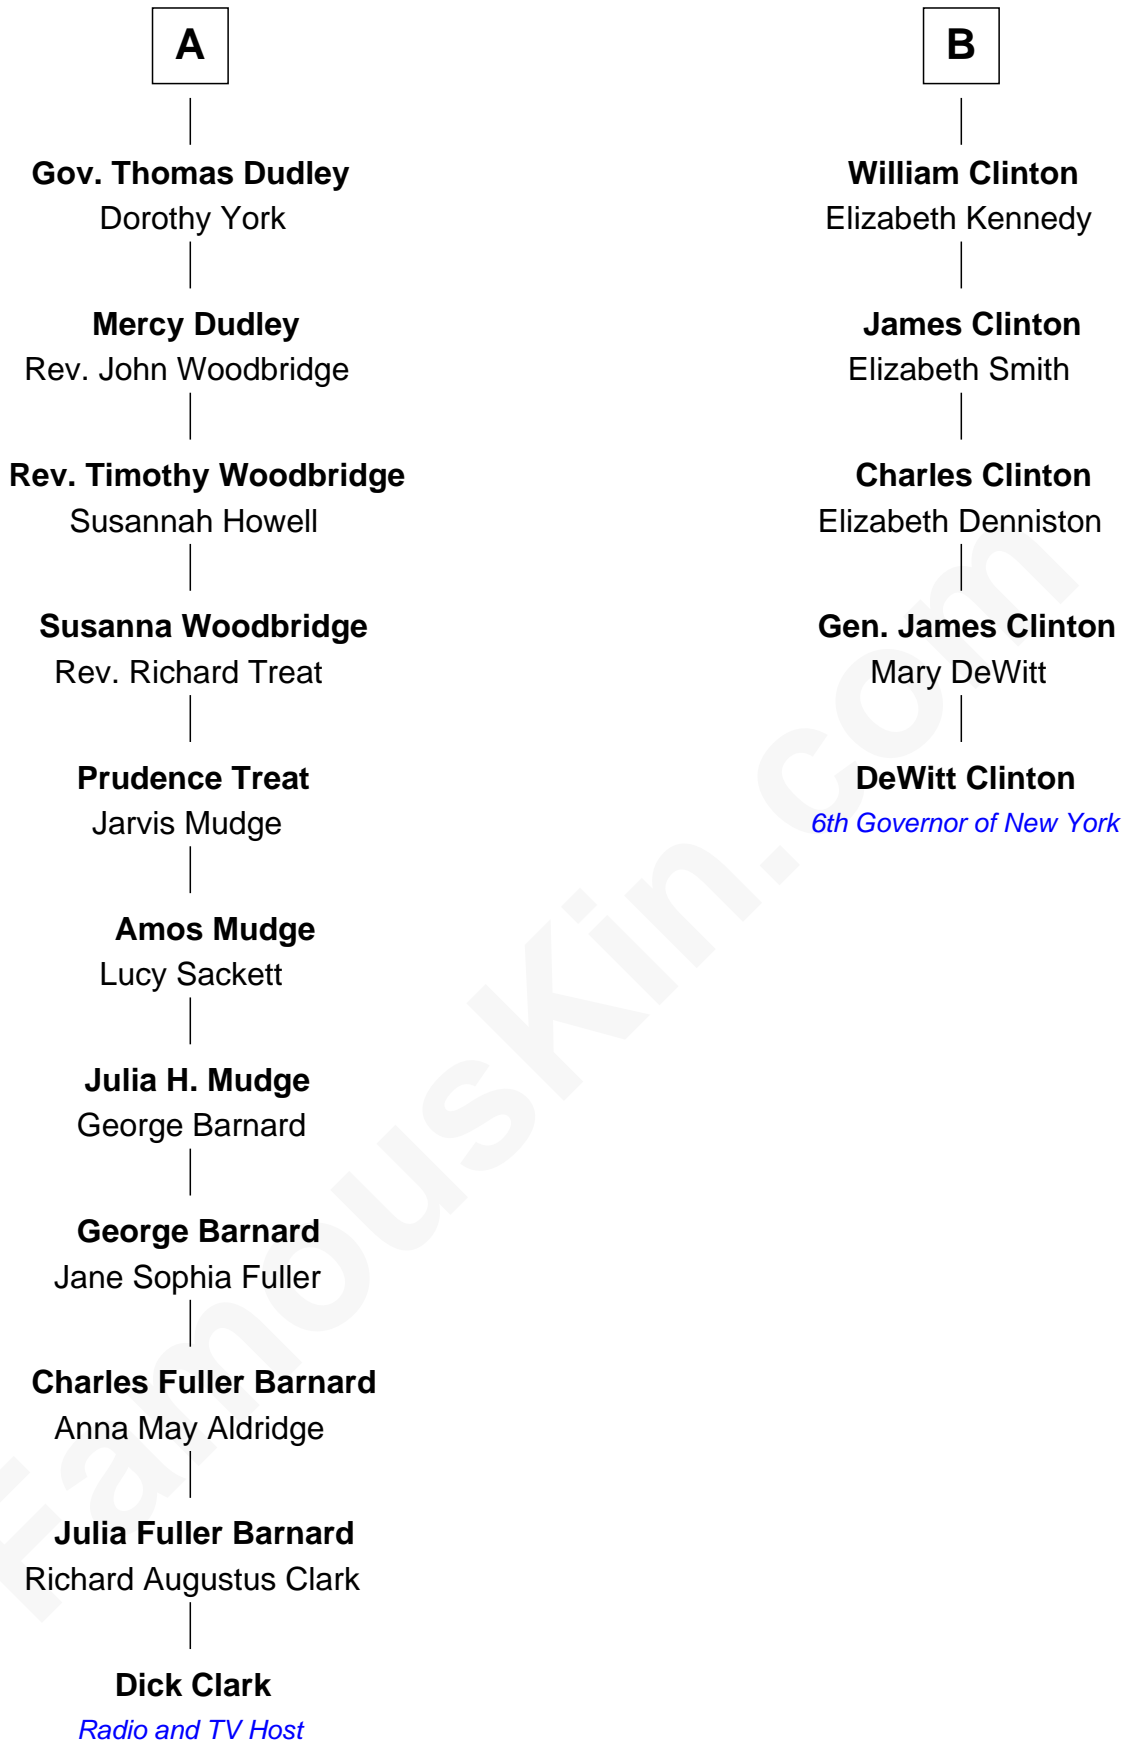 A
Gov. Thomas Dudley
Dorothy York
Mercy Dudley
Rev. John Woodbridge
Rev. Timothy Woodbridge
Susannah Howell
Susanna Woodbridge
Rev. Richard Treat
Prudence Treat
Jarvis Mudge
Amos Mudge
Lucy Sackett
Julia H. Mudge
George Barnard
George Barnard
Jane Sophia Fuller
Charles Fuller Barnard
Anna May Aldridge
Julia Fuller Barnard
Richard Augustus Clark
Dick Clark
Radio and TV Host
B
William Clinton
Elizabeth Kennedy
James Clinton
Elizabeth Smith
Charles Clinton
Elizabeth Denniston
Gen. James Clinton
Mary DeWitt
DeWitt Clinton
6th Governor of New York
FamousKin.com